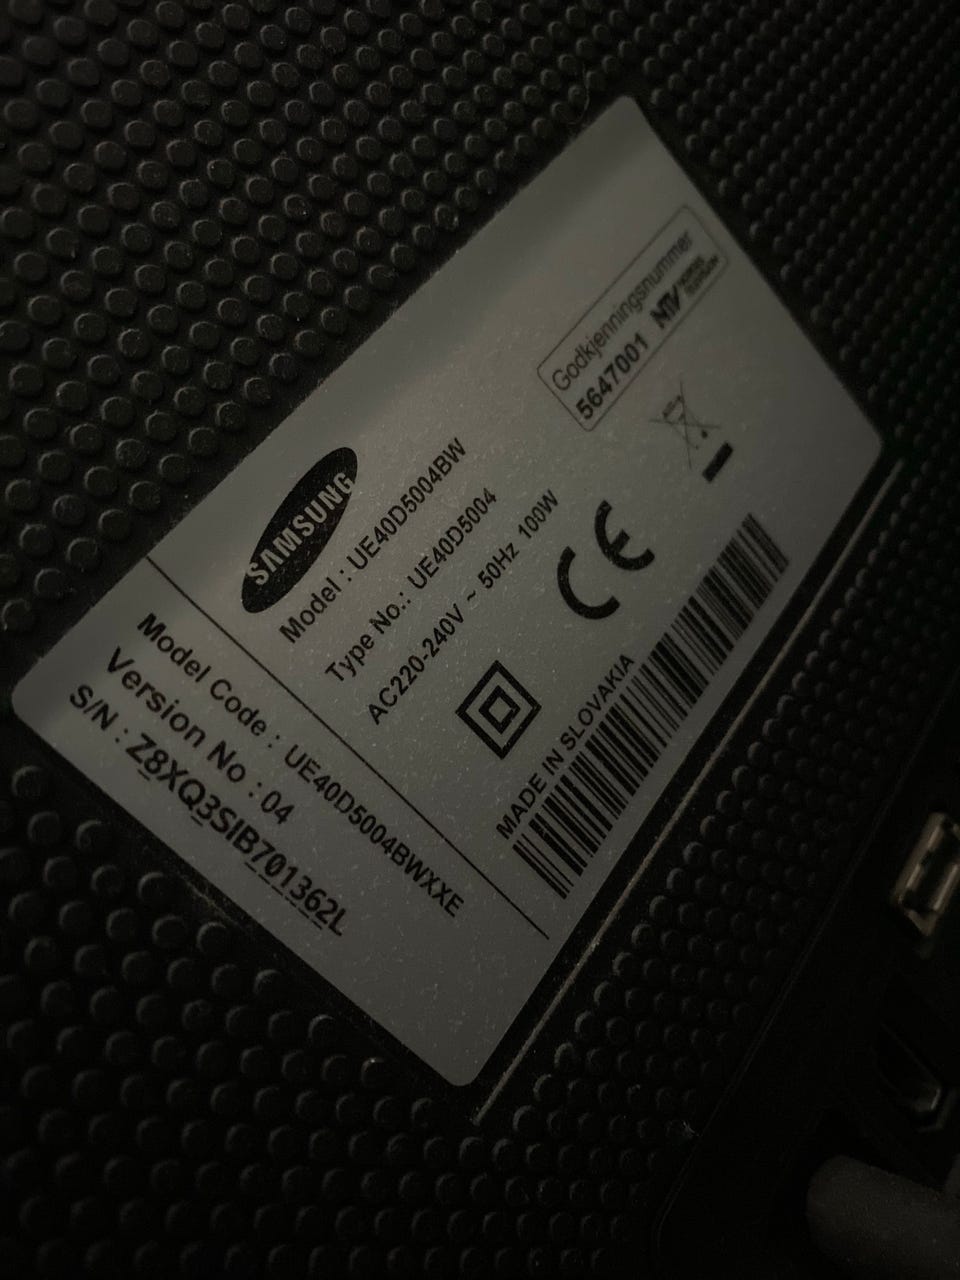 SAMSUNG
Model : UE40D5004BW
Type No.: UE40D5004
AC220-240V ~ 50Hz 100W
Godkjenningsnummer
5647001 NTV
MADE IN SLOVAKIA
Model Code : UE40D5004BWXXE
Version No : 04
S/N : Z8XQ3SIB701362L